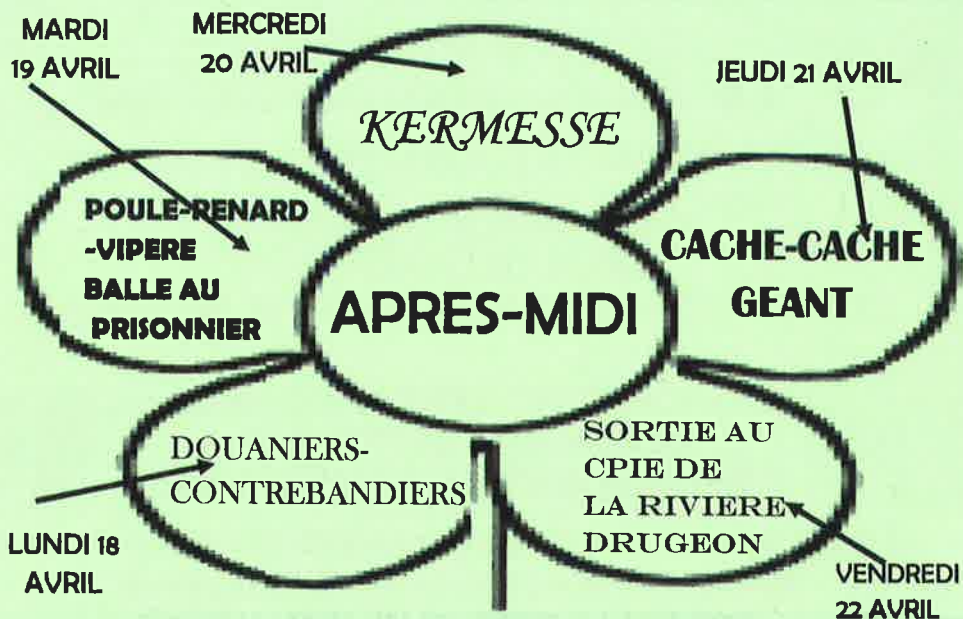 MARDI
19 AVRIL
MERCREDI
20 AVRIL
JEUDI 21 AVRIL
KERMESSE
POULE-RENARD
-VIPERE
BALLE AU
PRISONNIER
CACHE-CACHE
GEANT
APRES-MIDI
DOUANIERS-
CONTREBANDIERS
SORTIE AU
CPIE DE
LA RIVIERE
DRUGEON
LUNDI 18
AVRIL
VENDREDI
22 AVRIL